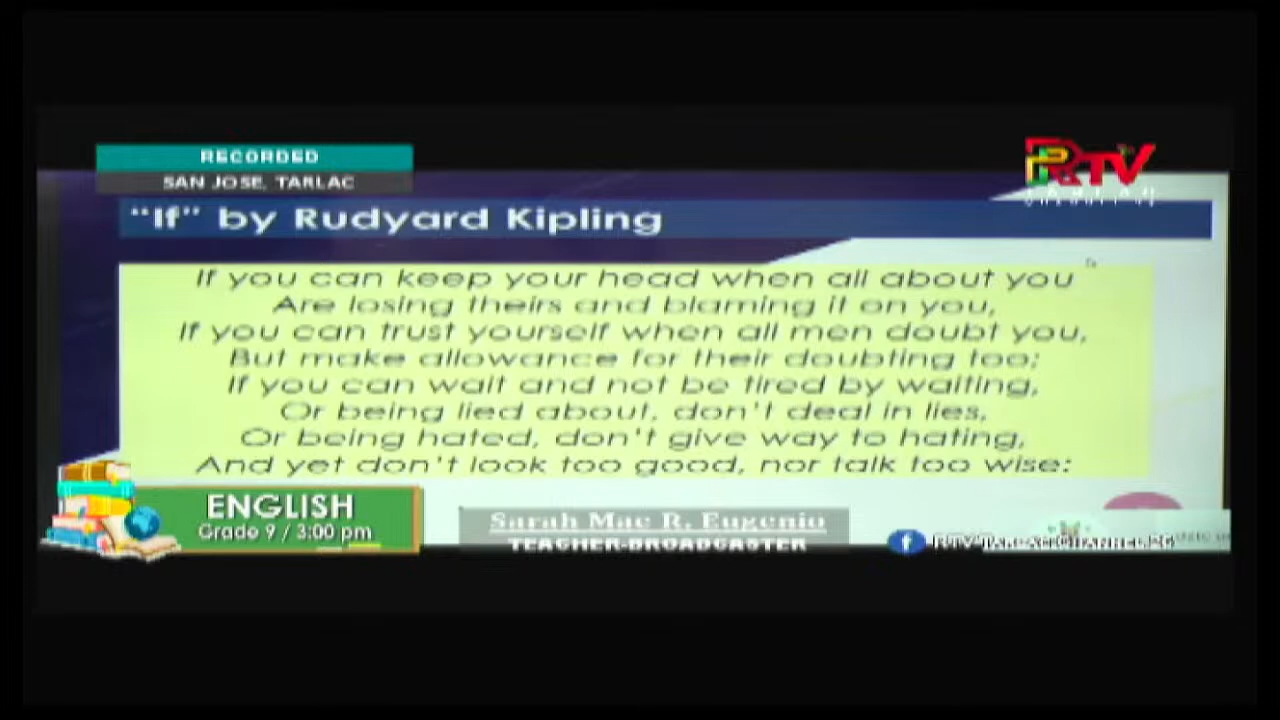 RECORDED
SAN JOSE, TARLAC
RTV
"If" by Rudyard Kipling
If you can keep your head when all about you
Are losing theirs and blaming it on you,
If you can trust yourself when all men doubt you,
But make allowance for their doubting too;
If you can wait and not be tired by waiting,
Or being lied about, don't deal in lies,
Or being hated, don't give way to hating,
And yet don't look too good, nor talk too wise:
ENGLISH
Grade 9 / 3:00 pm
Sarah Mae R. Eugenio
TEACHER-BROADCASTER